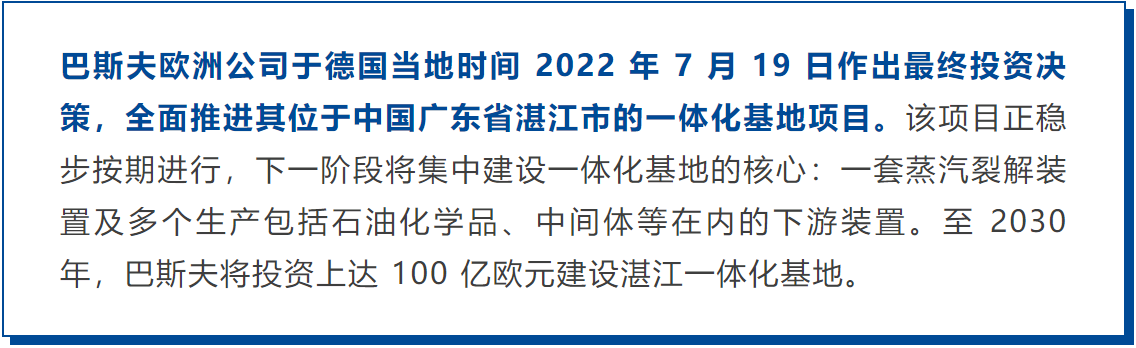 巴斯夫欧洲公司于德国当地时间 2022 年 7 月 19 日作出最终投资决
策，全面推进其位于中国广东省湛江市的一体化基地项目。该项目正稳
步按期进行，下一阶段将集中建设一体化基地的核心：一套蒸汽裂解装
置及多个生产包括石油化学品、中间体等在内的下游装置。至 2030
年，巴斯夫将投资上达 100 亿欧元建设湛江一体化基地。